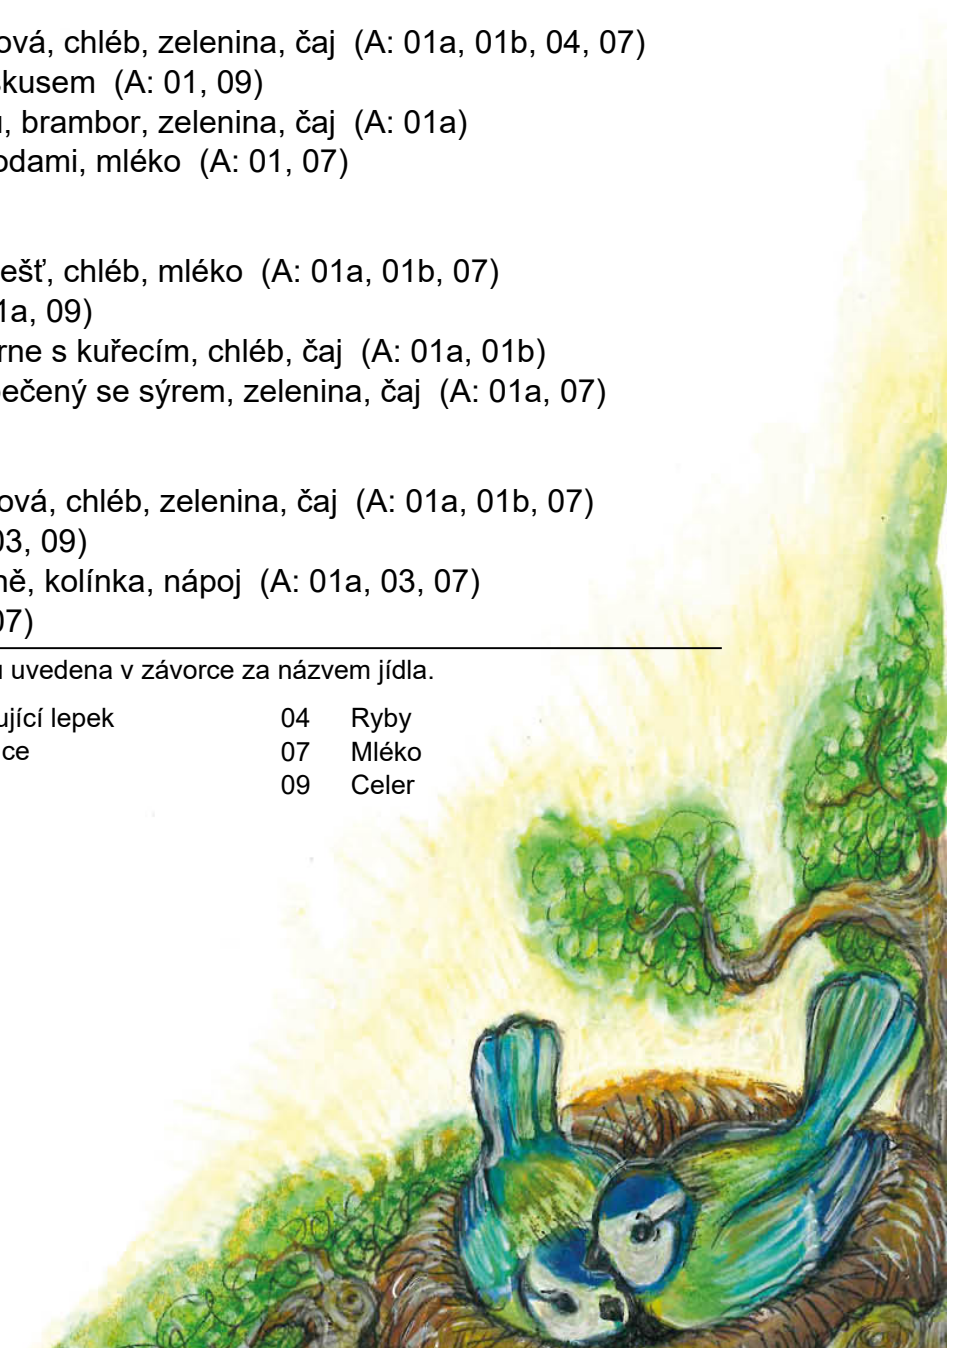 ová, chléb, zelenina, čaj (A: 01a, 01b, 04, 07)
skusem (A: 01, 09)
u, brambor, zelenina, čaj (A: 01a)
odami, mléko (A: 01, 07)
ešť, chléb, mléko (A: 01a, 01b, 07)
1a, 09)
rne s kuřecím, chléb, čaj (A: 01a, 01b)
pečený se sýrem, zelenina, čaj (A: 01a, 07)
ová, chléb, zelenina, čaj (A: 01a, 01b, 07)
03, 09)
ně, kolínka, nápoj (A: 01a, 03, 07)
07)
u uvedena v závorce za názvem jídla.
ující lepek 04 Ryby
ce 07 Mléko
09 Celer